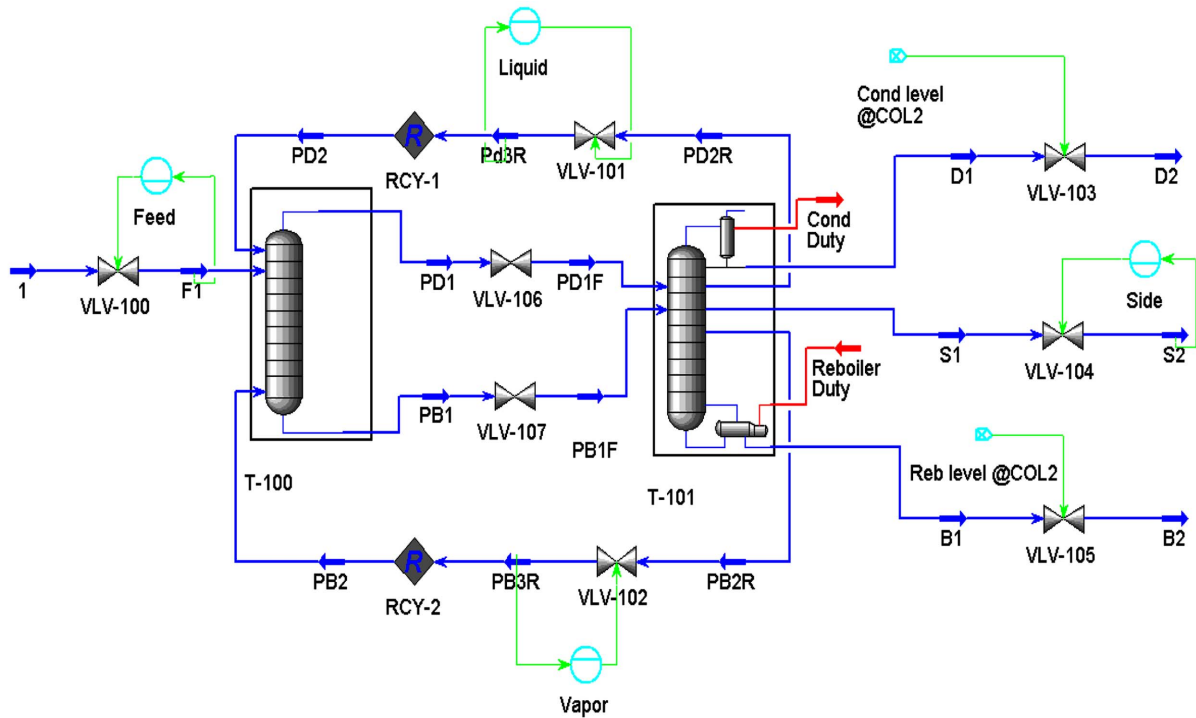 Liquid
Cond level
@COL2
PD2
R
RCY-1
Pd3R
VLV-101
PD2R
D1
VLV-103
D2
Feed
1
VLV-100
F1
PD1
VLV-106
PD1F
Cond
Duty
Side
S1
VLV-104
S2
Reboiler
Duty
PB1
VLV-107
PB1F
T-100
T-101
Reb level @COL2
B1
VLV-105
B2
PB2
R
RCY-2
PB3R
VLV-102
PB2R
Vapor